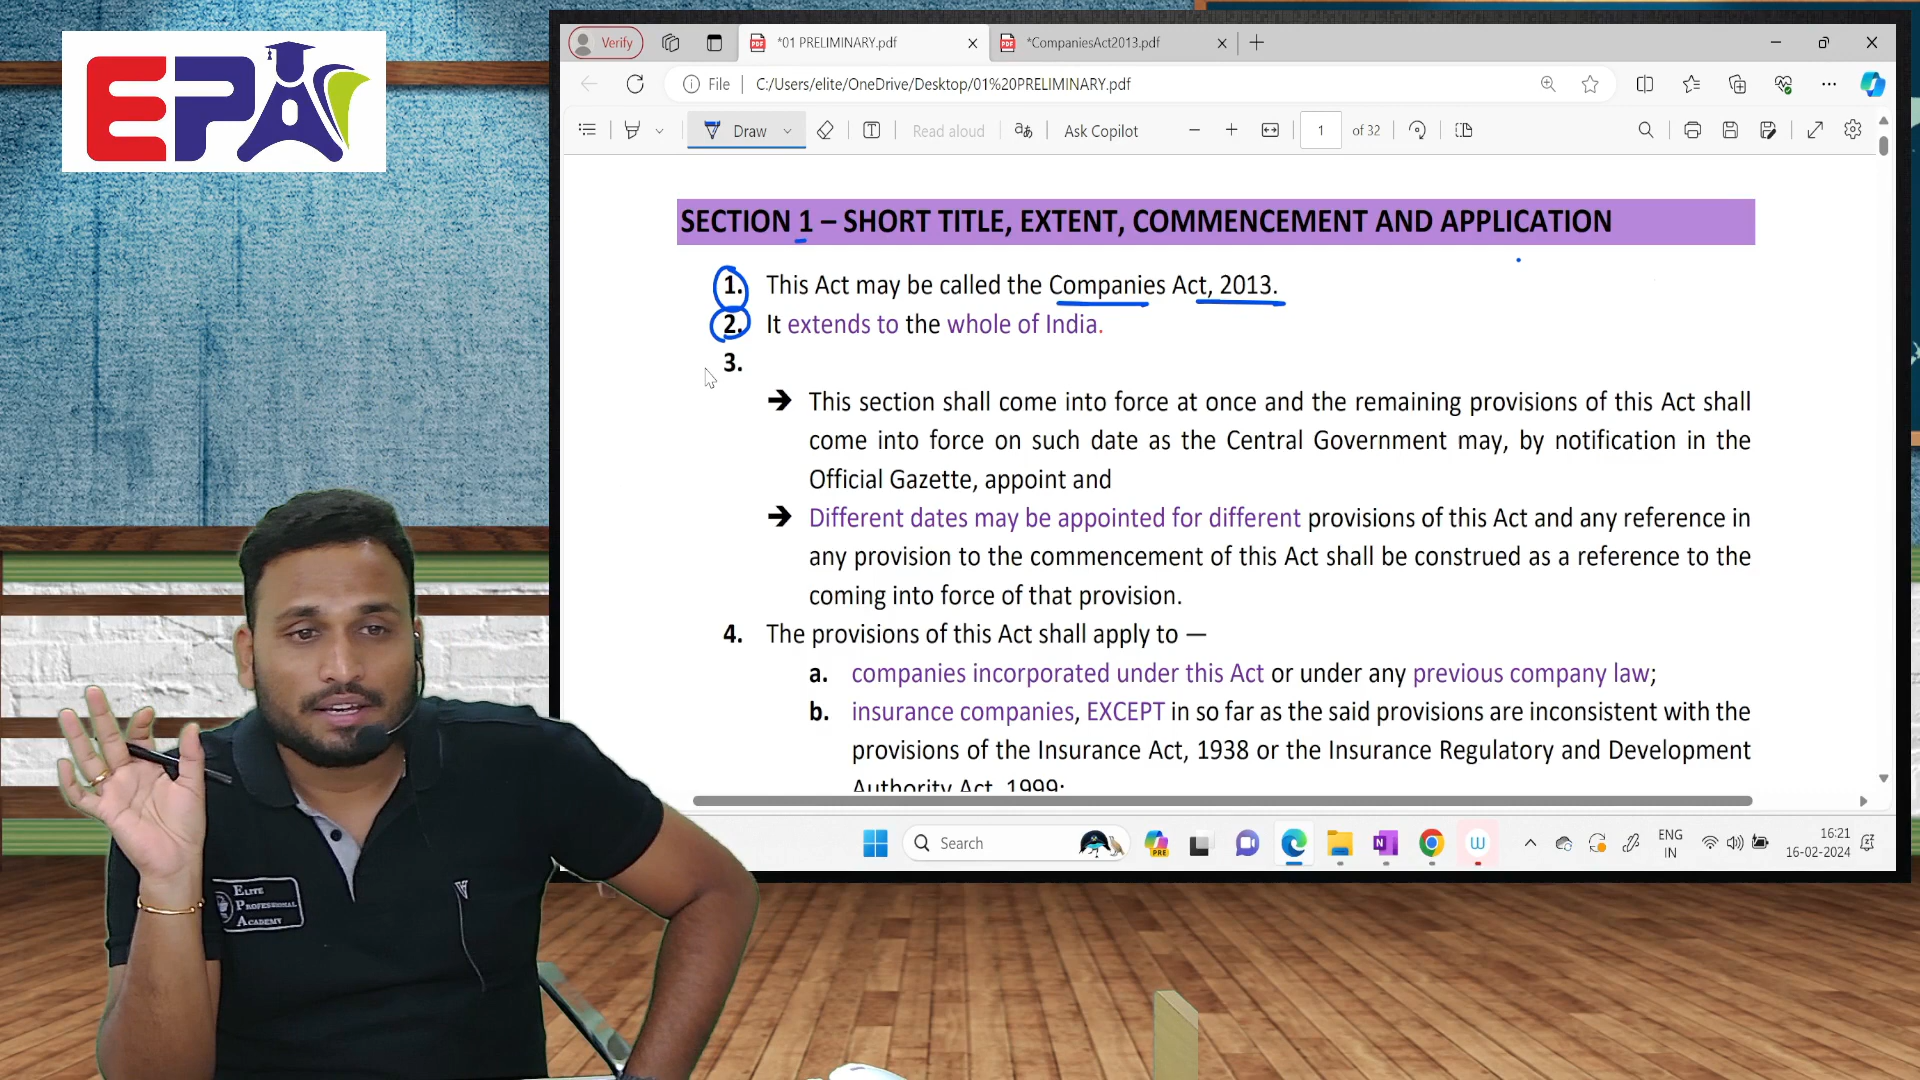 EPA
Verify
*01 PRELIMINARY.pdf
*CompaniesAct2013.pdf
File
C:/Users/elite/OneDrive/Desktop/01%20PRELIMINARY.pdf
Draw
Read aloud
Ask Copilot
1
of 32
SECTION 1 – SHORT TITLE, EXTENT, COMMENCEMENT AND APPLICATION
1. This Act may be called the Companies Act, 2013.
2. It extends to the whole of India.
3.
This section shall come into force at once and the remaining provisions of this Act shall
come into force on such date as the Central Government may, by notification in the
Official Gazette, appoint and
Different dates may be appointed for different provisions of this Act and any reference in
any provision to the commencement of this Act shall be construed as a reference to the
coming into force of that provision.
4. The provisions of this Act shall apply to —
a. companies incorporated under this Act or under any previous company law;
b. insurance companies, EXCEPT in so far as the said provisions are inconsistent with the
provisions of the Insurance Act, 1938 or the Insurance Regulatory and Development
Authority Act, 1999;
Search
PRE
N
W
ENG
IN
16:21
16-02-2024
ELITE
PROFESSIONAL
ACADEMY